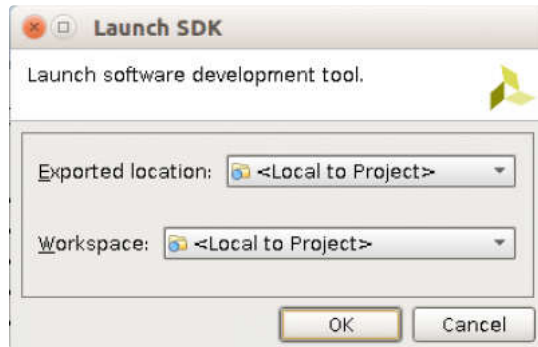 Launch SDK
Launch software development tool.
Exported location: <Local to Project>
Workspace: <Local to Project>
OK Cancel